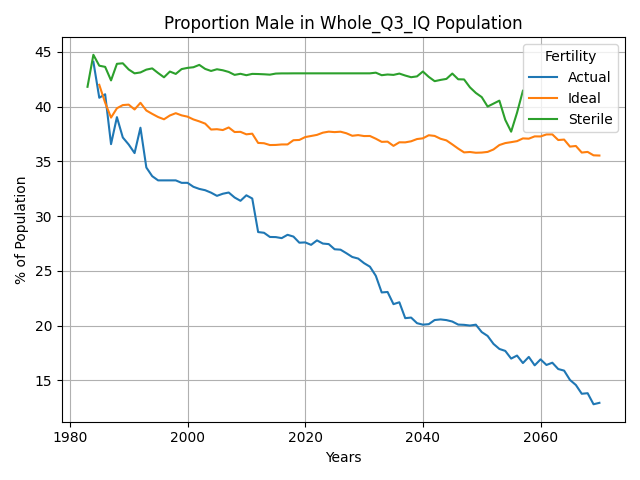 Proportion Male in Whole_Q3_IQ Population
% of Population
45
40
35
30
25
20
15
Fertility
Actual
Ideal
Sterile
1980
2000
2020
2040
2060
Years